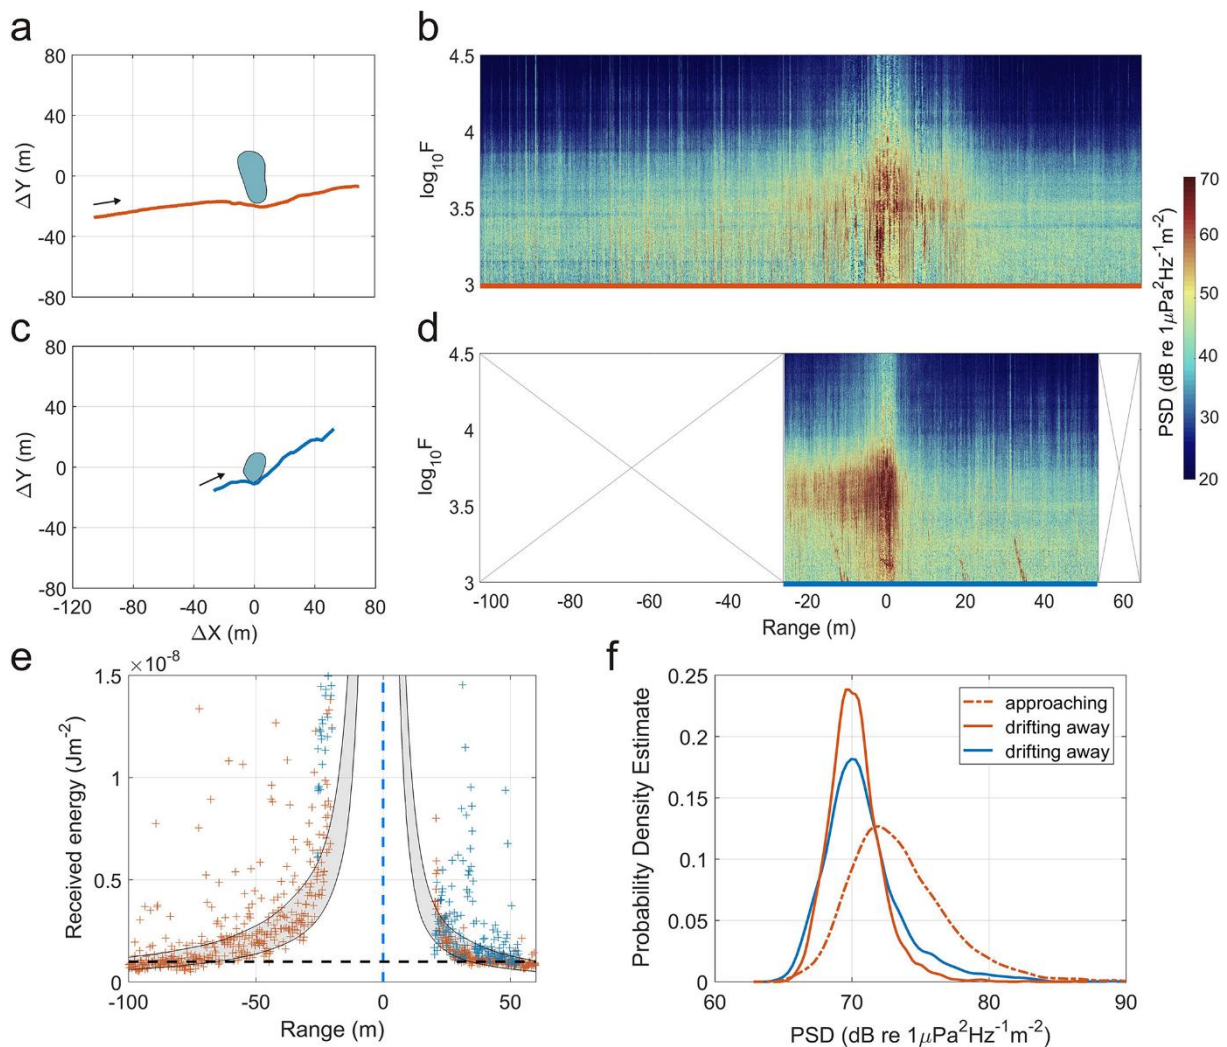 a
80
40
0
-40
-80
ΔY (m)
b
4.5
4
3.5
3
log₁₀F
70
60
50
40
30
20
PSD (dB re 1μPa²Hz⁻¹m⁻²)
c
80
40
0
-40
-80
ΔY (m)
-120 -80 -40 0 40 80
ΔX (m)
d
4.5
4
3.5
3
log₁₀F
-100 -80 -60 -40 -20 0 20 40 60
Range (m)
e
×10⁻⁸
1.5
1
0.5
0
Received energy (Jm⁻²)
-100 -50 0 50
Range (m)
f
0.25
0.2
0.15
0.1
0.05
0
Probability Density Estimate
approaching
drifting away
drifting away
60 70 80 90
PSD (dB re 1μPa²Hz⁻¹m⁻²)